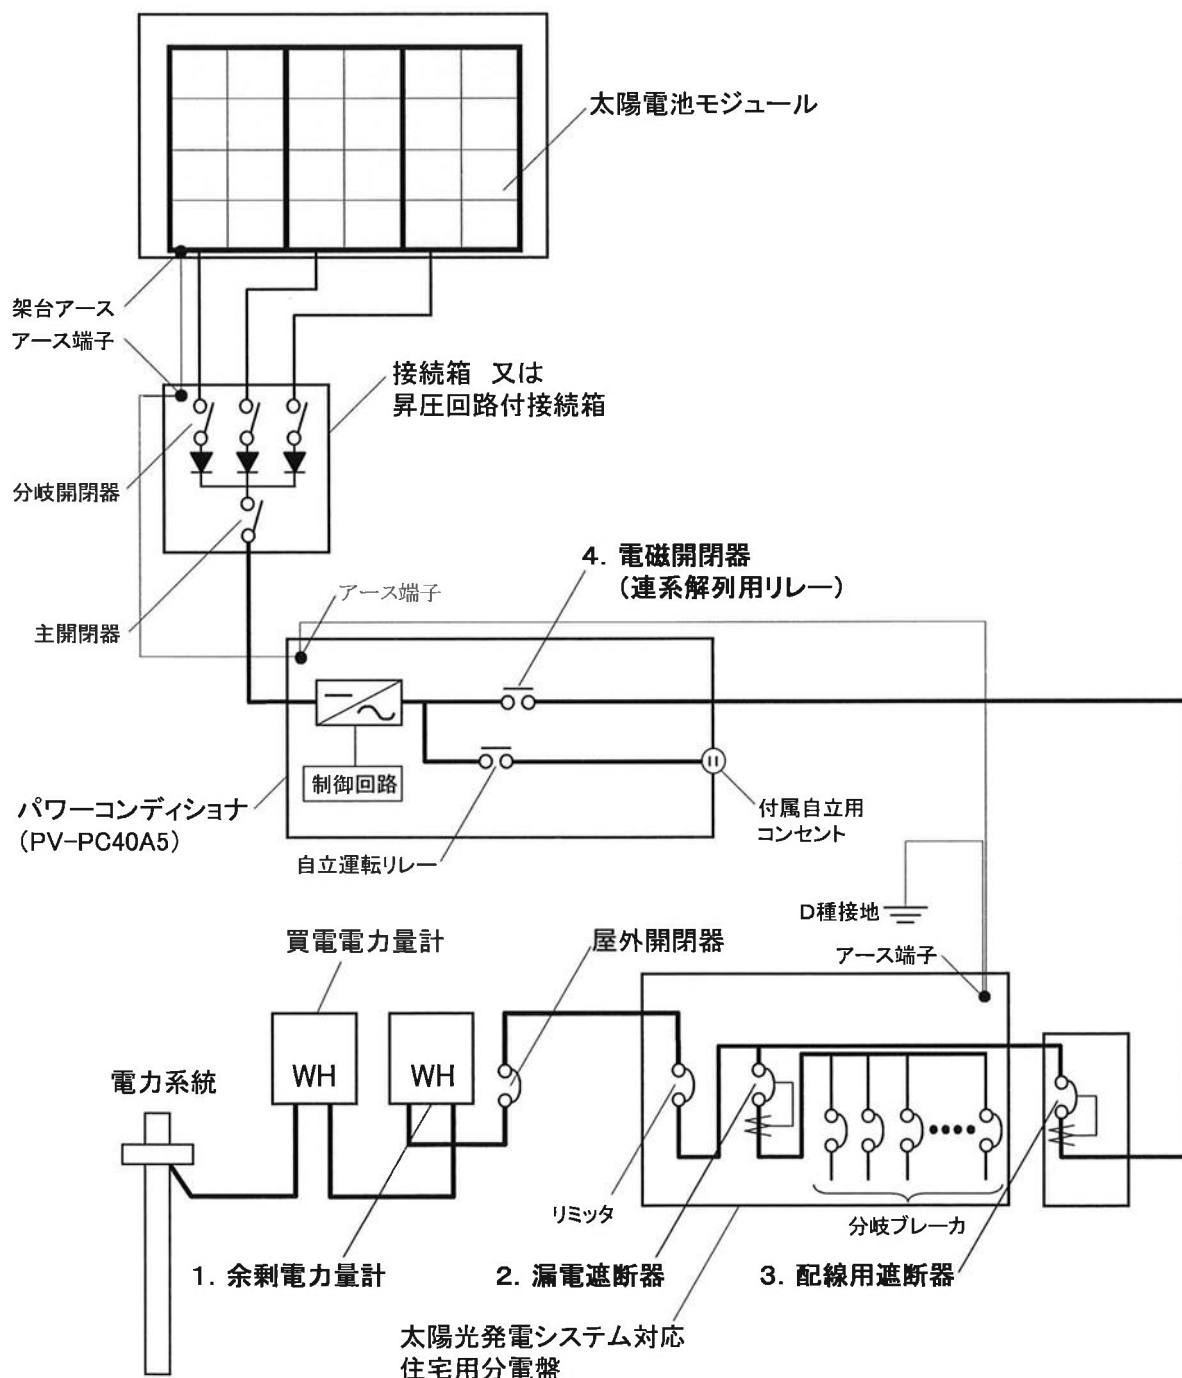 太陽電池モジュール
架台アース
アース端子
接続箱 又は
昇圧回路付接続箱
分岐開閉器
4. 電磁開閉器
(連系解列用リレー)
アース端子
主開閉器
制御回路
パワーコンディショナ
(PV-PC40A5)
付属自立用
コンセント
自立運転リレー
D種接地
買電電力量計
屋外開閉器
アース端子
WH
WH
電力系統
リミッタ
分岐ブレーカ
1. 余剰電力量計
2. 漏電遮断器
3. 配線用遮断器
太陽光発電システム対応
住宅用分電盤